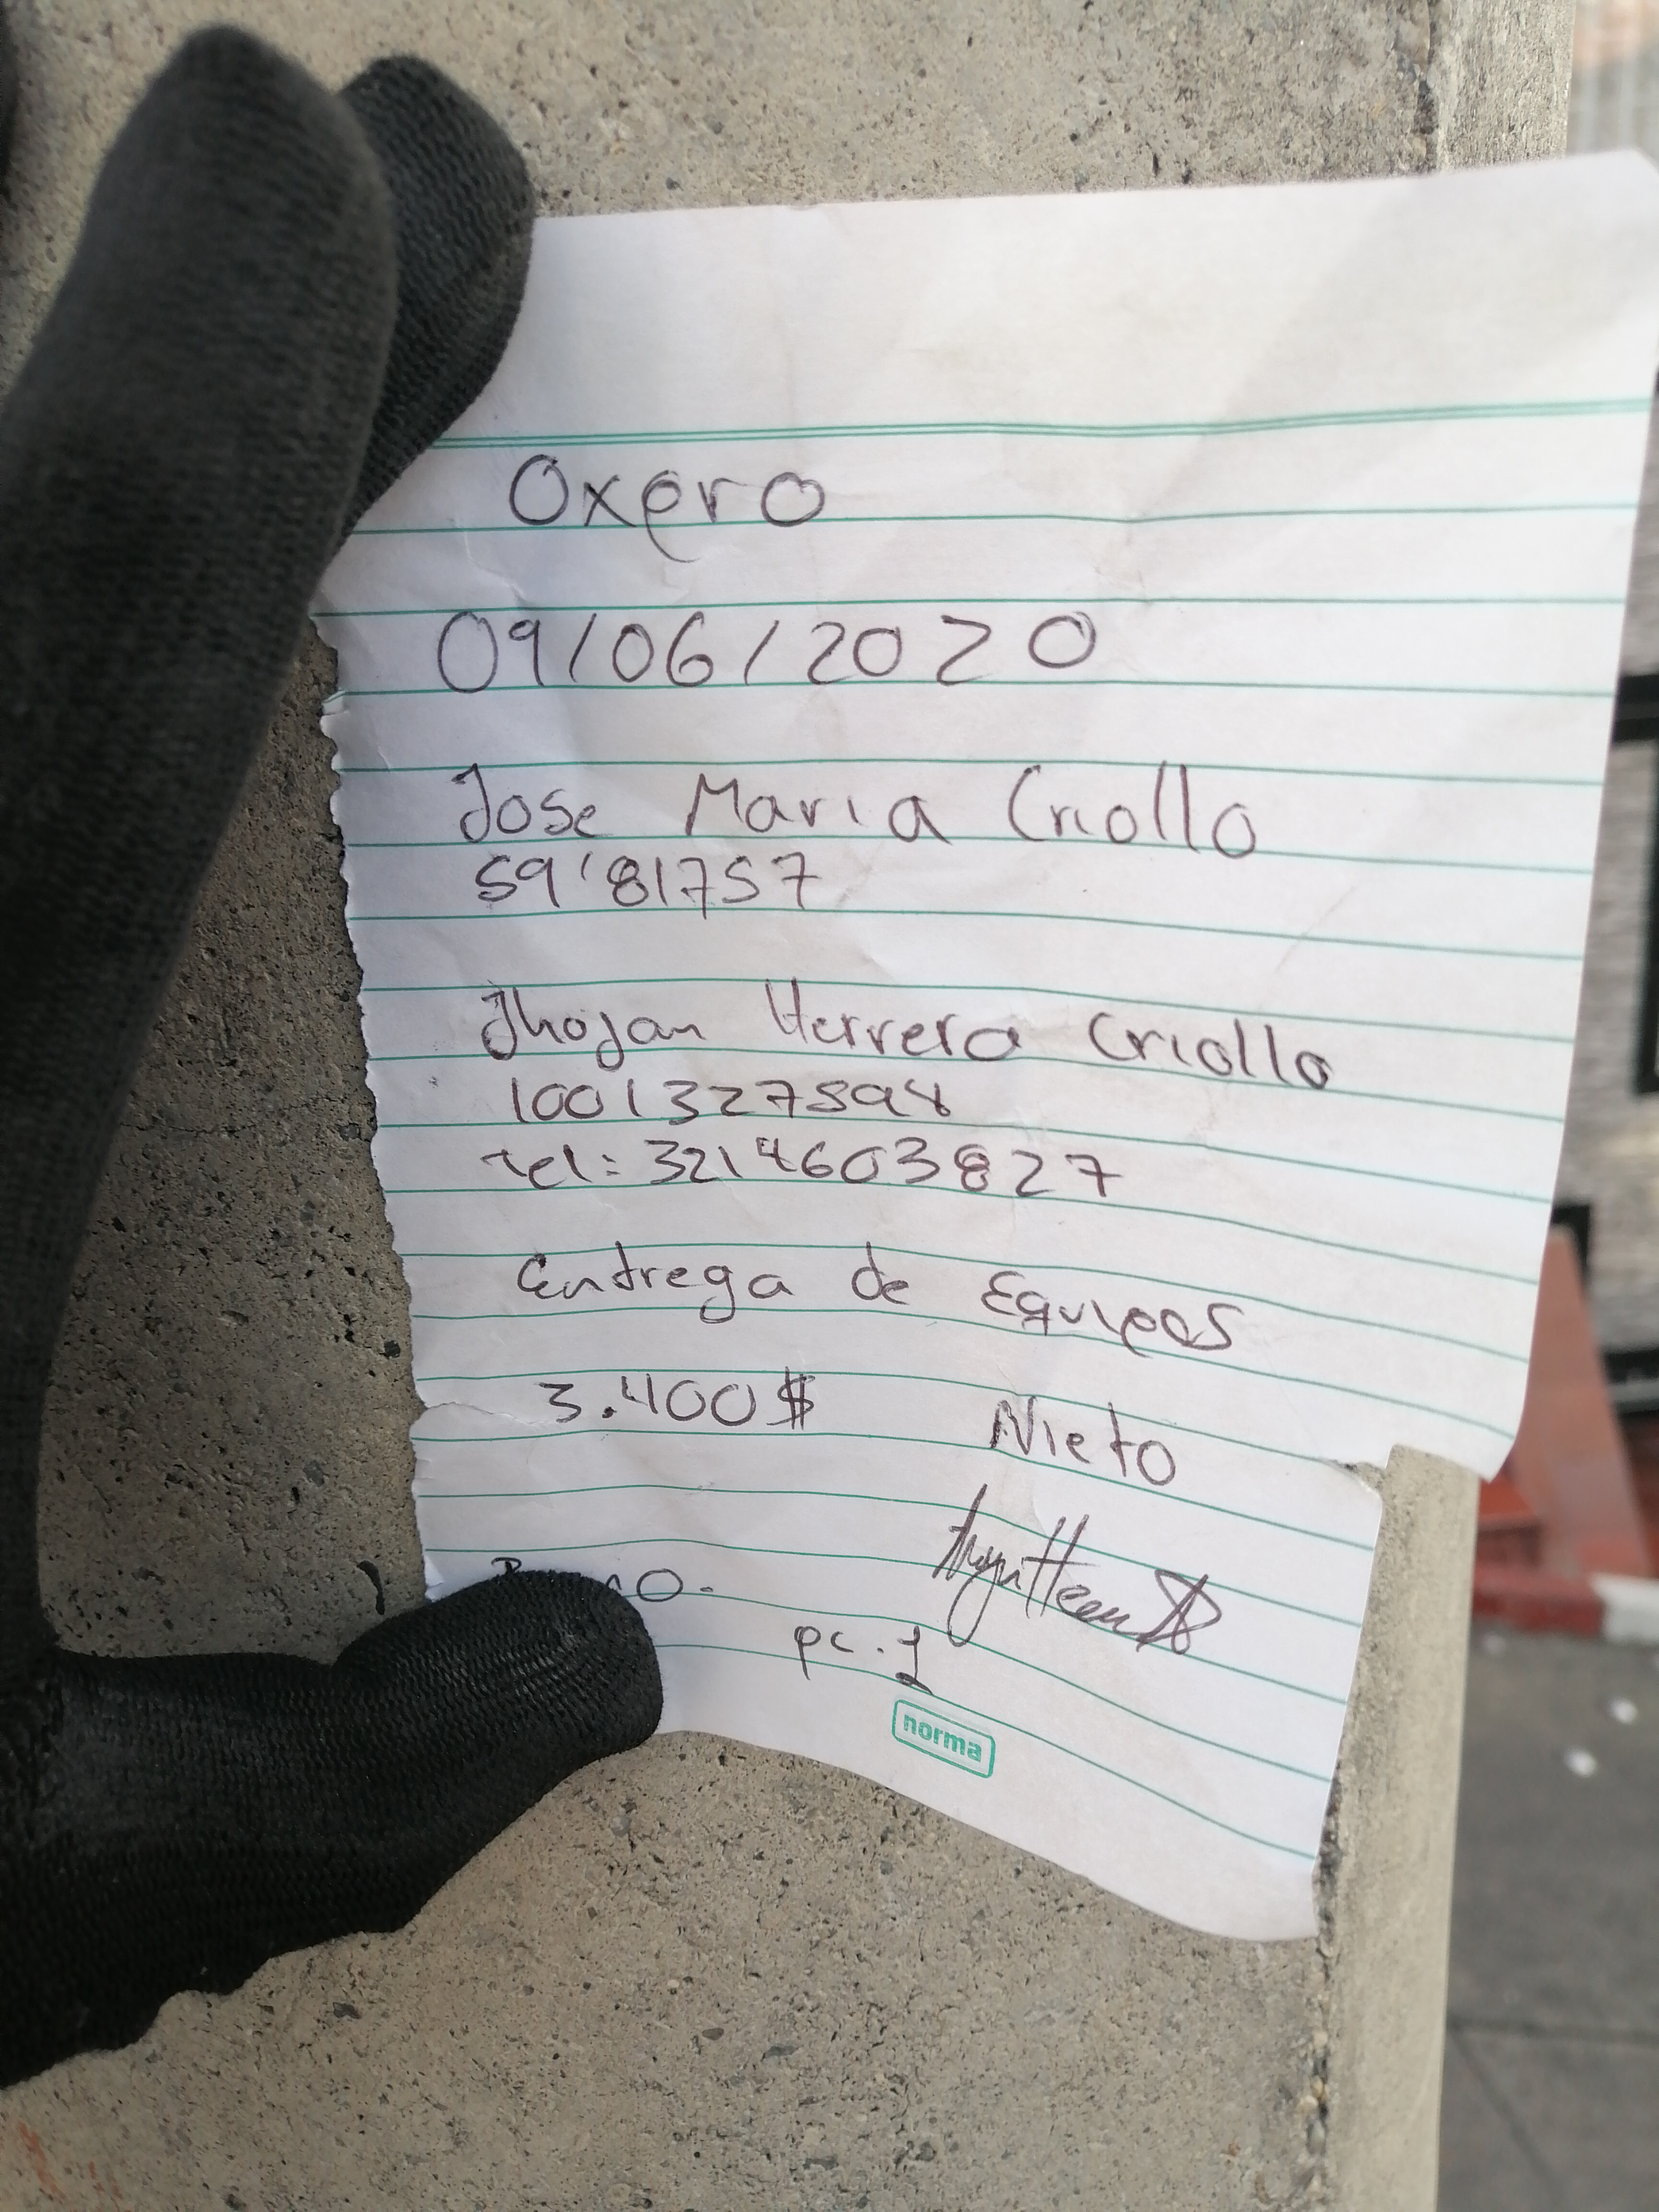 Oxero
09/06/2020
Jose Maria Criollo
59'81757
Jhojan Herrera Criollo
1001327594
tel: 3214603827
Entrega de Equipos
3.400$
Nieto
pc.1
norma